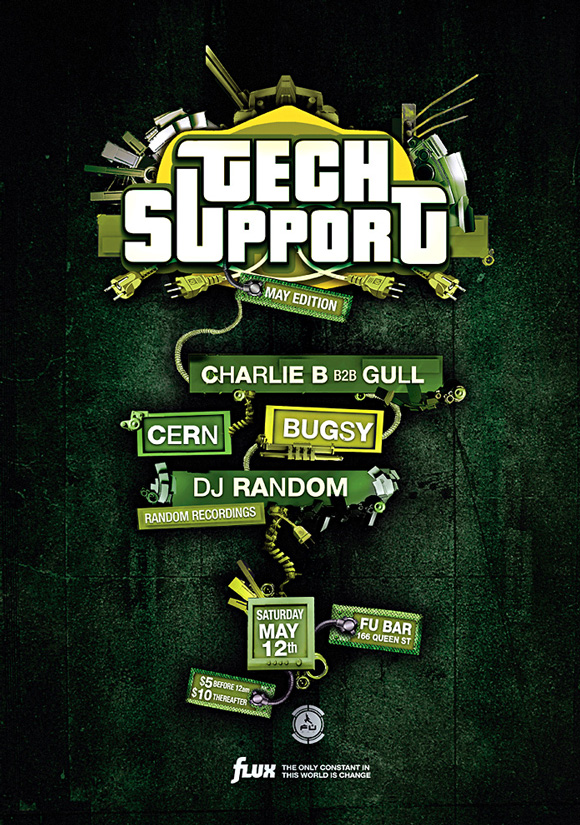 TECH
SUPPORT
MAY EDITION
CHARLIE B B2B GULL
CERN
BUGSY
DJ RANDOM
RANDOM RECORDINGS
SATURDAY
MAY
12th
FU BAR
166 QUEEN ST
$5 BEFORE 12am
$10 THEREAFTER
flux
THE ONLY CONSTANT IN
THIS WORLD IS CHANGE